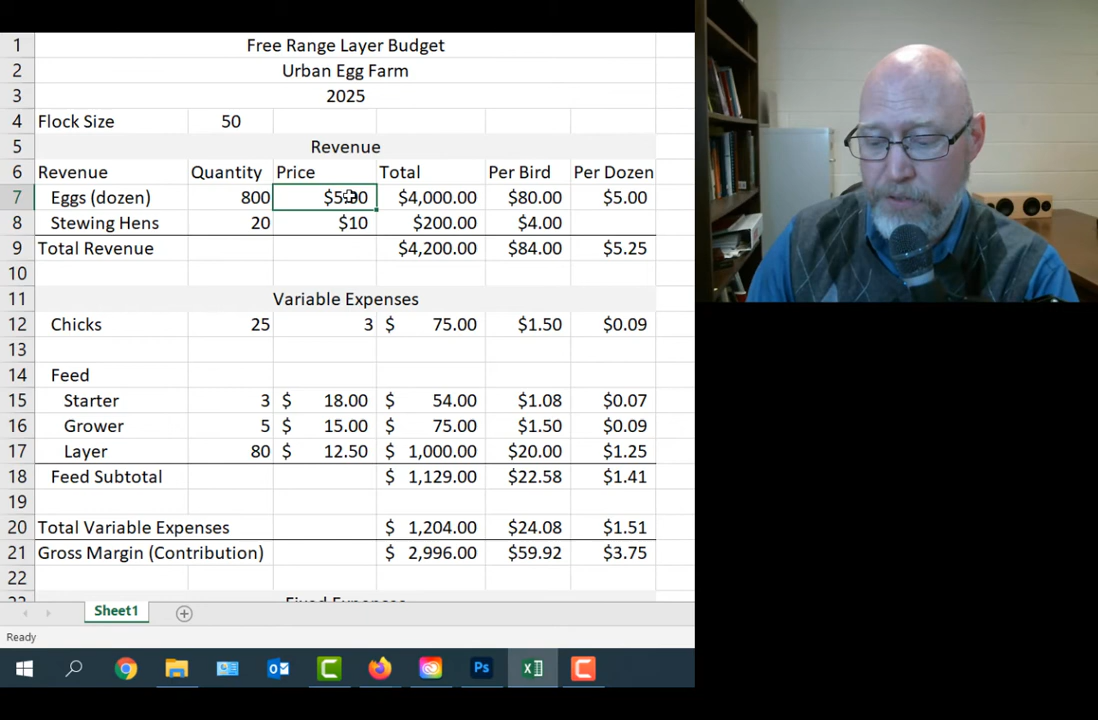 1 Free Range Layer Budget
2 Urban Egg Farm
3 2025
4 Flock Size 50
5 Revenue
6 Revenue Quantity Price Total Per Bird Per Dozen
7 Eggs (dozen) 800 $5.00 $4,000.00 $80.00 $5.00
8 Stewing Hens 20 $10 $200.00 $4.00
9 Total Revenue $4,200.00 $84.00 $5.25
10
11 Variable Expenses
12 Chicks 25 3 $ 75.00 $1.50 $0.09
13
14 Feed
15 Starter 3 $ 18.00 $ 54.00 $1.08 $0.07
16 Grower 5 $ 15.00 $ 75.00 $1.50 $0.09
17 Layer 80 $ 12.50 $ 1,000.00 $20.00 $1.25
18 Feed Subtotal $ 1,129.00 $22.58 $1.41
19
20 Total Variable Expenses $ 1,204.00 $24.08 $1.51
21 Gross Margin (Contribution) $ 2,996.00 $59.92 $3.75
22
23 Fixed Expenses
Sheet1
Ready
Ps